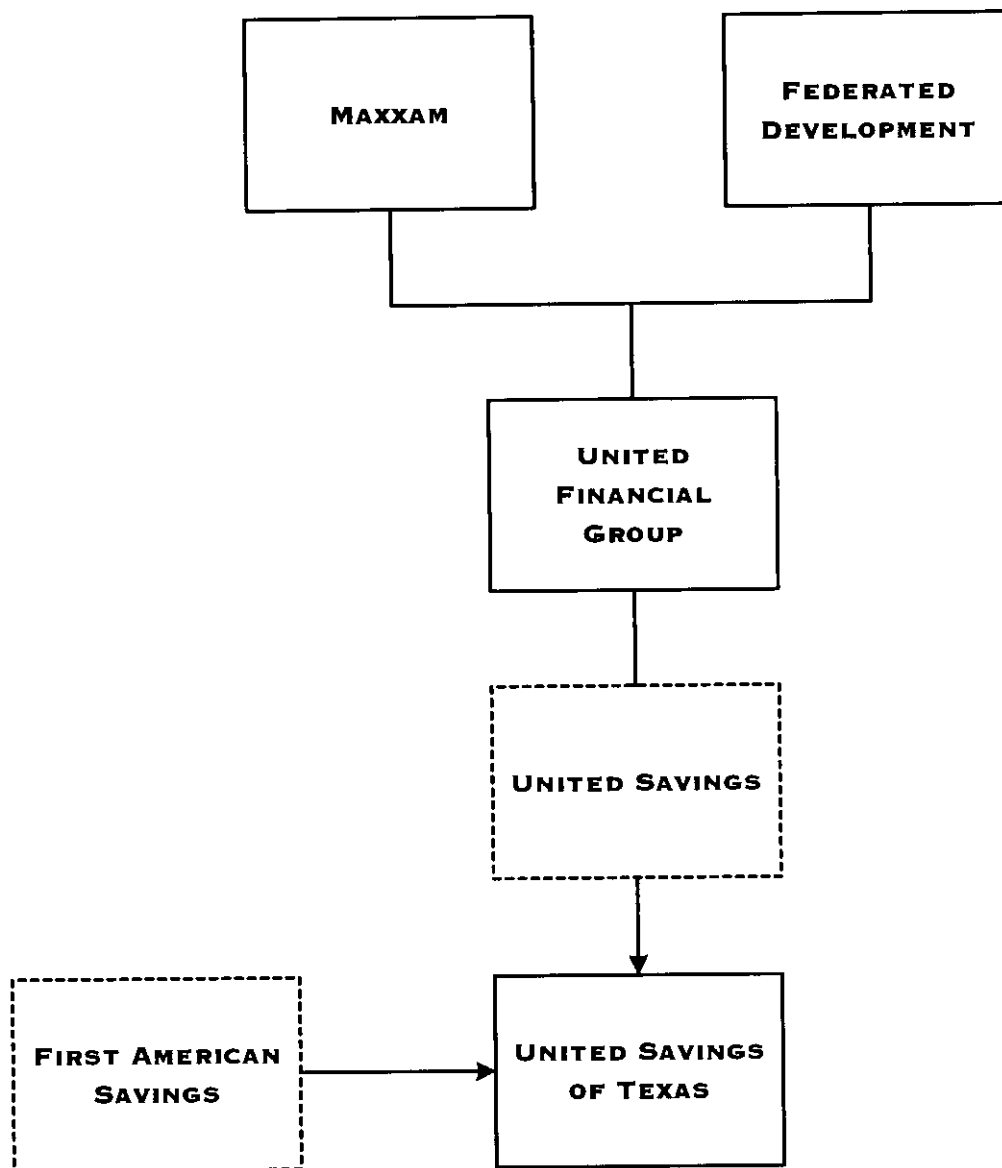 MAXXAM
FEDERATED
DEVELOPMENT
UNITED
FINANCIAL
GROUP
UNITED SAVINGS
FIRST AMERICAN
SAVINGS
UNITED SAVINGS
OF TEXAS